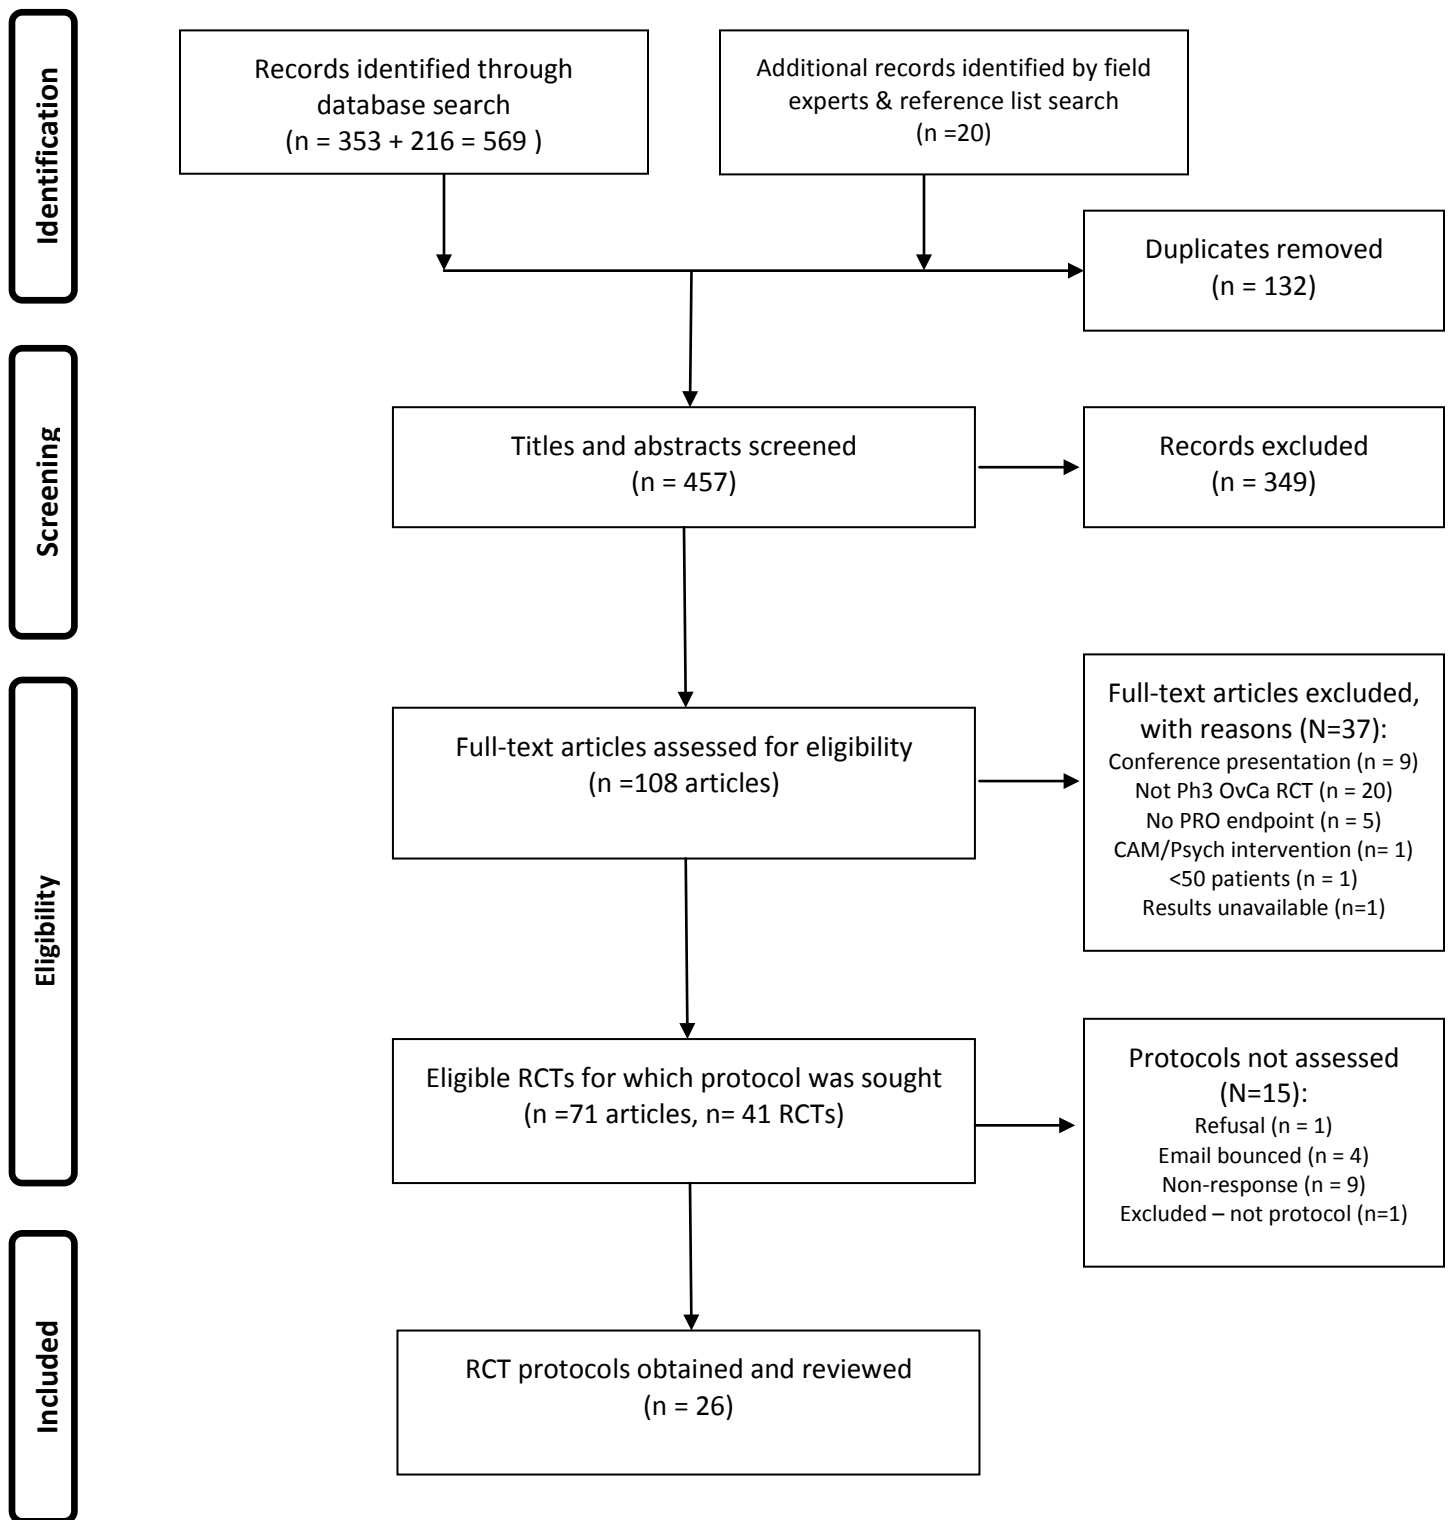 Identification
Records identified through
database search
(n = 353 + 216 = 569 )
Additional records identified by field
experts & reference list search
(n =20)
Duplicates removed
(n = 132)
Screening
Titles and abstracts screened
(n = 457)
Records excluded
(n = 349)
Eligibility
Full-text articles assessed for eligibility
(n =108 articles)
Full-text articles excluded,
with reasons (N=37):
Conference presentation (n = 9)
Not Ph3 OvCa RCT (n = 20)
No PRO endpoint (n = 5)
CAM/Psych intervention (n= 1)
<50 patients (n = 1)
Results unavailable (n=1)
Eligible RCTs for which protocol was sought
(n =71 articles, n= 41 RCTs)
Protocols not assessed
(N=15):
Refusal (n = 1)
Email bounced (n = 4)
Non-response (n = 9)
Excluded – not protocol (n=1)
Included
RCT protocols obtained and reviewed
(n = 26)